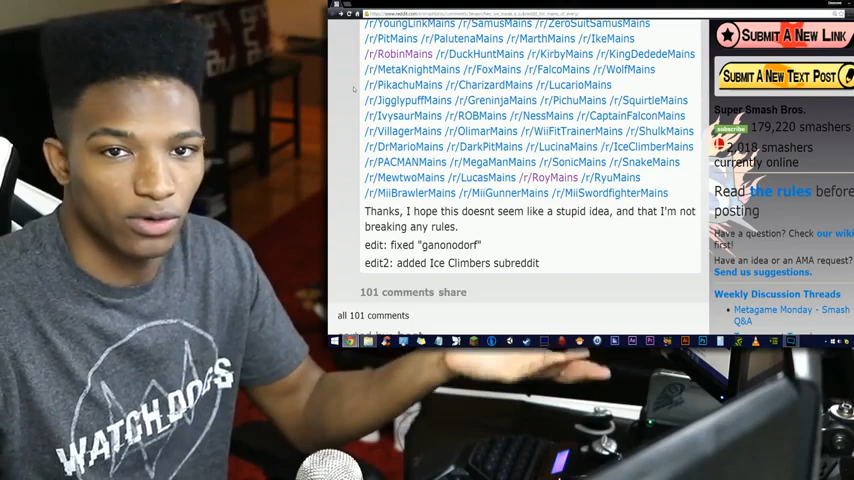 /r/YoungLinkMains /r/SamusMains /r/ZeroSuitSamusMains
/r/PitMains /r/PalutenaMains /r/MarthMains /r/IkeMains
/r/RobinMains /r/DuckHuntMains /r/KirbyMains /r/KingDededeMains
/r/MetaKnightMains /r/FoxMains /r/FalcoMains /r/WolfMains
/r/PikachuMains /r/CharizardMains /r/LucarioMains
/r/JigglypuffMains /r/GreninjaMains /r/PichuMains /r/SquirtleMains
/r/IvysaurMains /r/ROBMains /r/NessMains /r/CaptainFalconMains
/r/VillagerMains /r/OlimarMains /r/WiiFitTrainerMains /r/ShulkMains
/r/DrMarioMains /r/DarkPitMains /r/LucinaMains /r/IceClimberMains
/r/PACMANMains /r/MegaManMains /r/SonicMains /r/SnakeMains
/r/MewtwoMains /r/LucasMains /r/RoyMains /r/RyuMains
/r/MiiBrawlerMains /r/MiiGunnerMains /r/MiiSwordfighterMains
Thanks, I hope this doesnt seem like a stupid idea, and that I'm not
breaking any rules.
edit: fixed "ganonodorf"
edit2: added Ice Climbers subreddit
101 comments share
all 101 comments
SUBMIT A NEW LINK
SUBMIT A NEW TEXT POST
Super Smash Bros.
subscribe 179,220 smashers
2,018 smashers
currently online
Read the rules before
posting
Have a question? Check our wiki
first!
Have an idea or an AMA request?
Send us suggestions.
Weekly Discussion Threads
Metagame Monday - Smash
Q&A
WATCH_DOGS